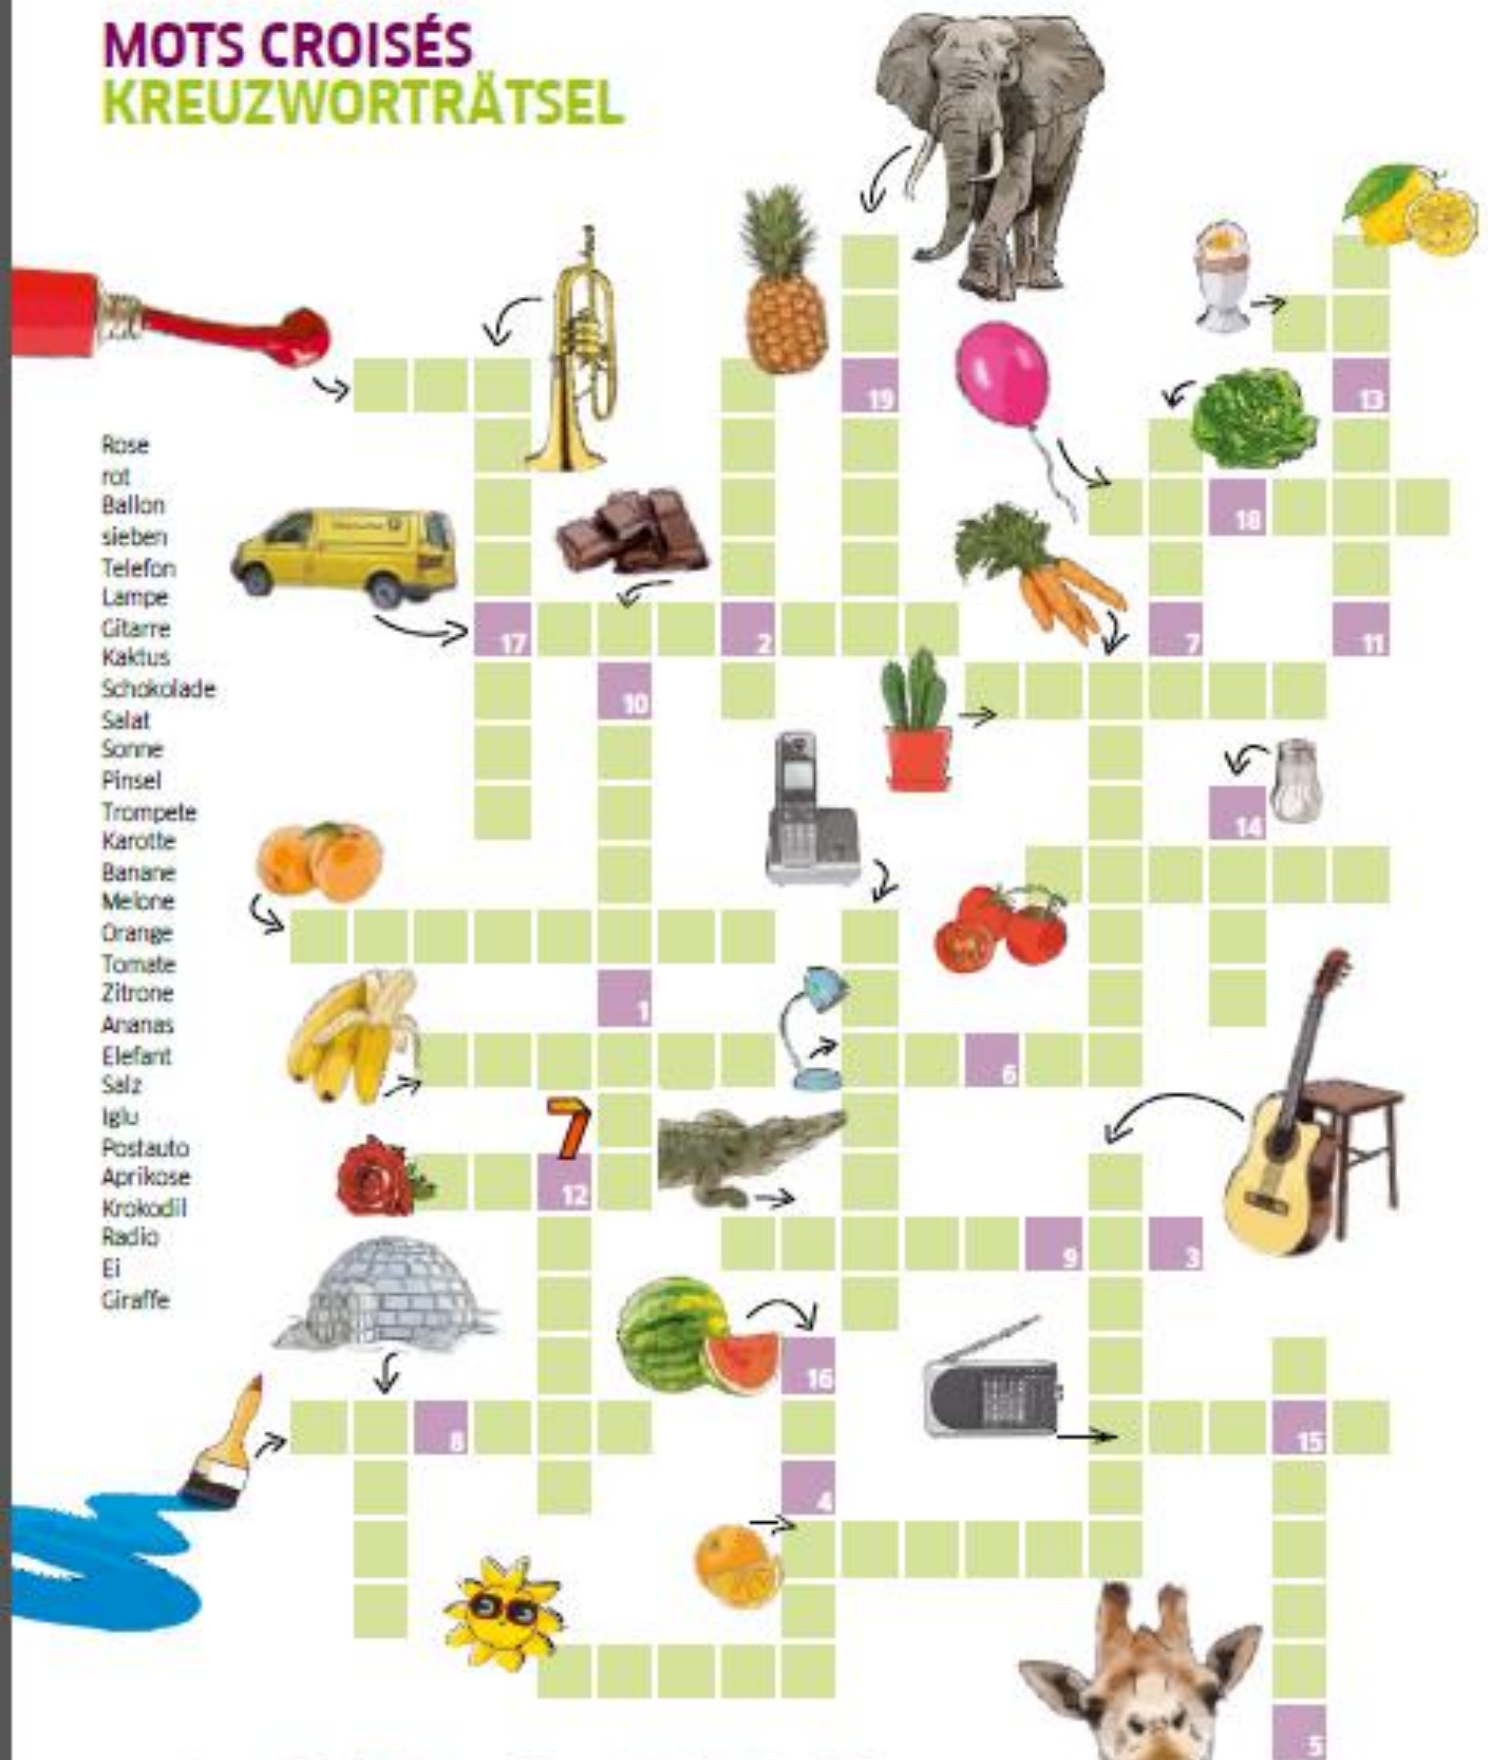 MOTS CROISÉS
KREUZWORTRÄTSEL
19
13
18
Rose
rot
Ballon
sieben
Telefon
Lampe
Gitarre
Kaktus
Schokolade
Salat
Sonne
Pinsel
Trompete
Karotte
Banane
Melone
Orange
Tomate
Zitrone
Ananas
Elefant
Salz
Iglu
Postauto
Aprikose
Krokodil
Radio
Ei
Giraffe
17
2
7
11
10
14
1
6
7
12
9
3
16
8
15
4
5